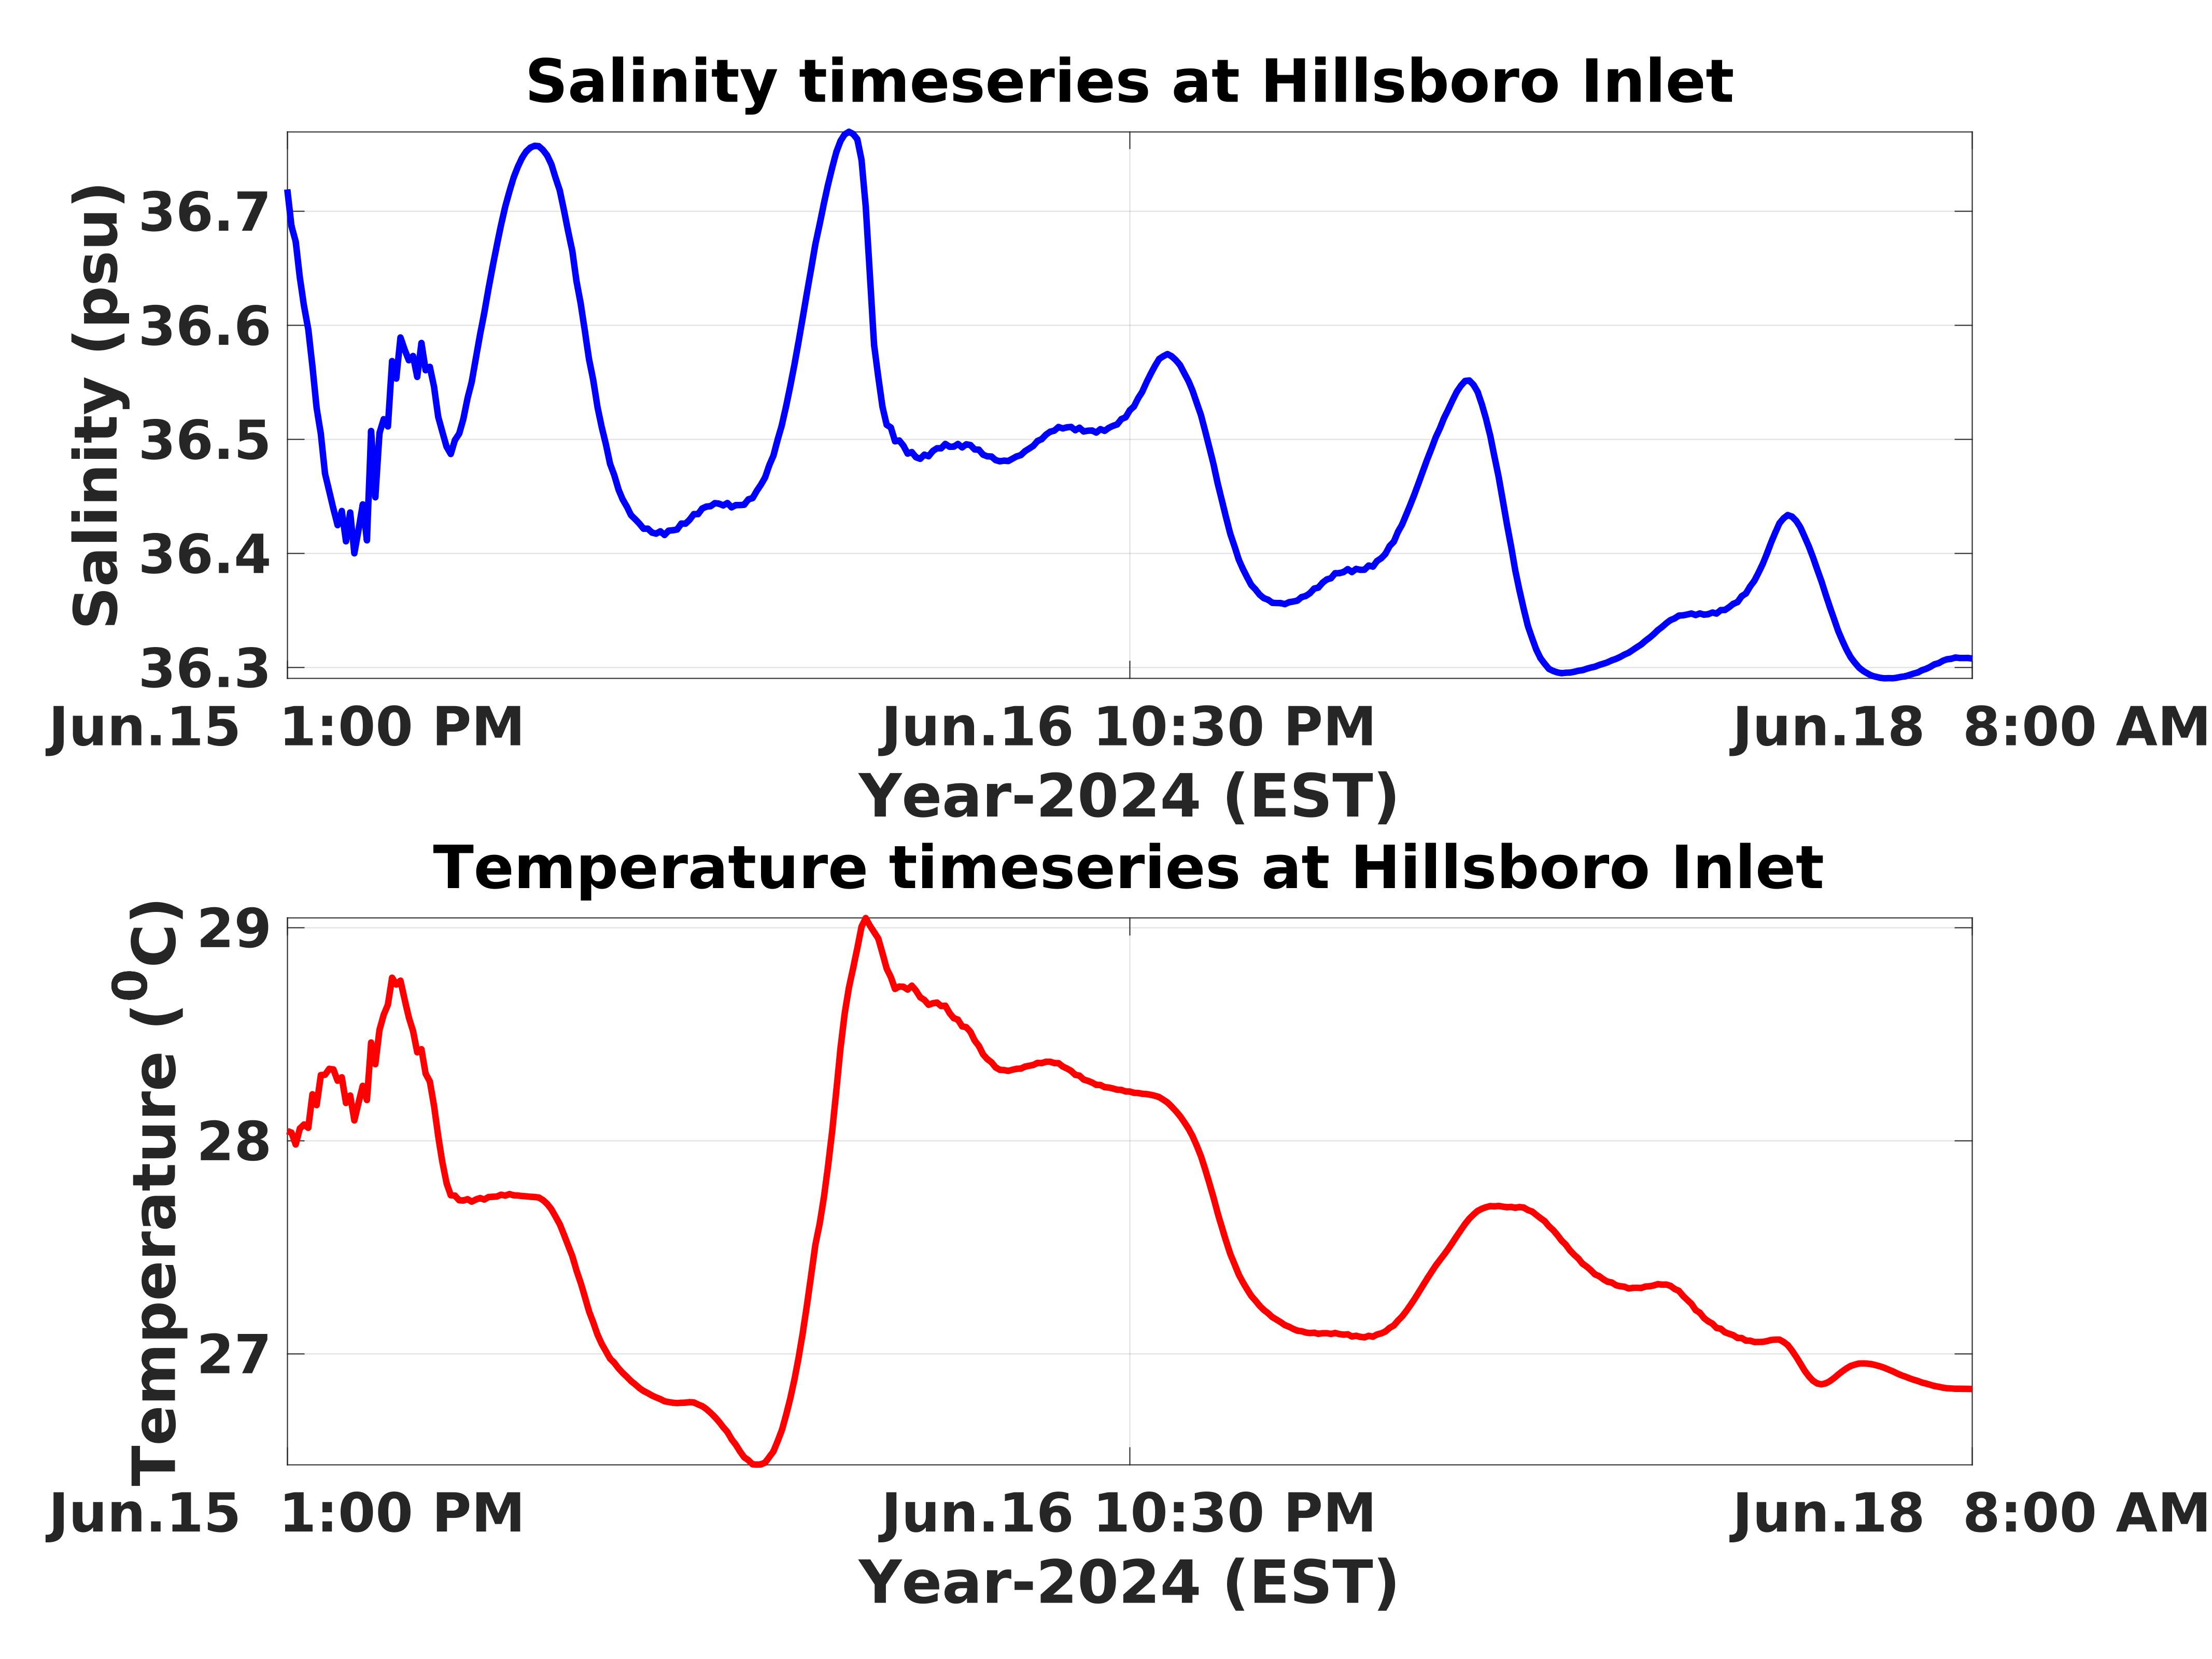 Salinity timeseries at Hillsboro Inlet
Salinity (psu)
36.7
36.6
36.5
36.4
36.3
Jun.15 1:00 PM Jun.16 10:30 PM Jun.18 8:00 AM
Year-2024 (EST)
Temperature timeseries at Hillsboro Inlet
Temperature (⁰C)
29
28
27
Jun.15 1:00 PM Jun.16 10:30 PM Jun.18 8:00 AM
Year-2024 (EST)